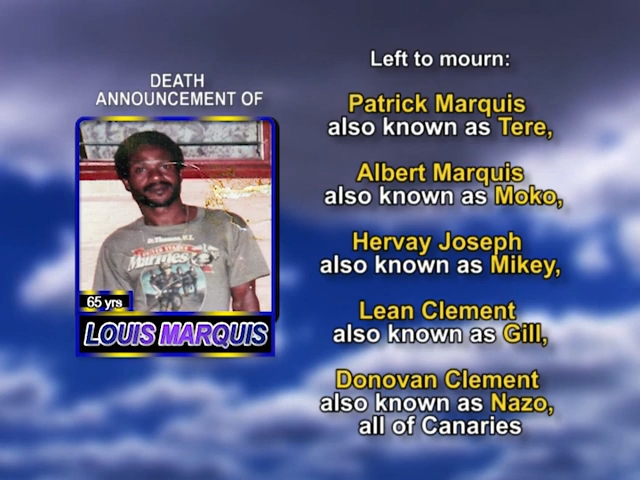 DEATH
ANNOUNCEMENT OF
65 yrs
LOUIS MARQUIS
Left to mourn:
Patrick Marquis
also known as Tere,
Albert Marquis
also known as Moko,
Hervay Joseph
also known as Mikey,
Lean Clement
also known as Gill,
Donovan Clement
also known as Nazo,
all of Canaries
Marines